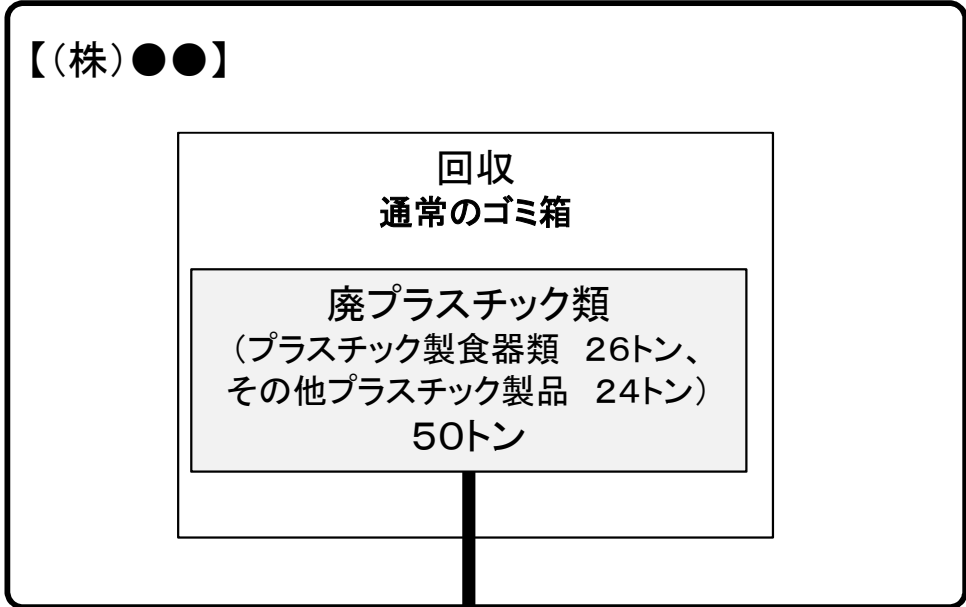 【(株)●●】
回収
通常のゴミ箱
廃プラスチック類
(プラスチック製食器類　26トン、
その他プラスチック製品　24トン)
50トン